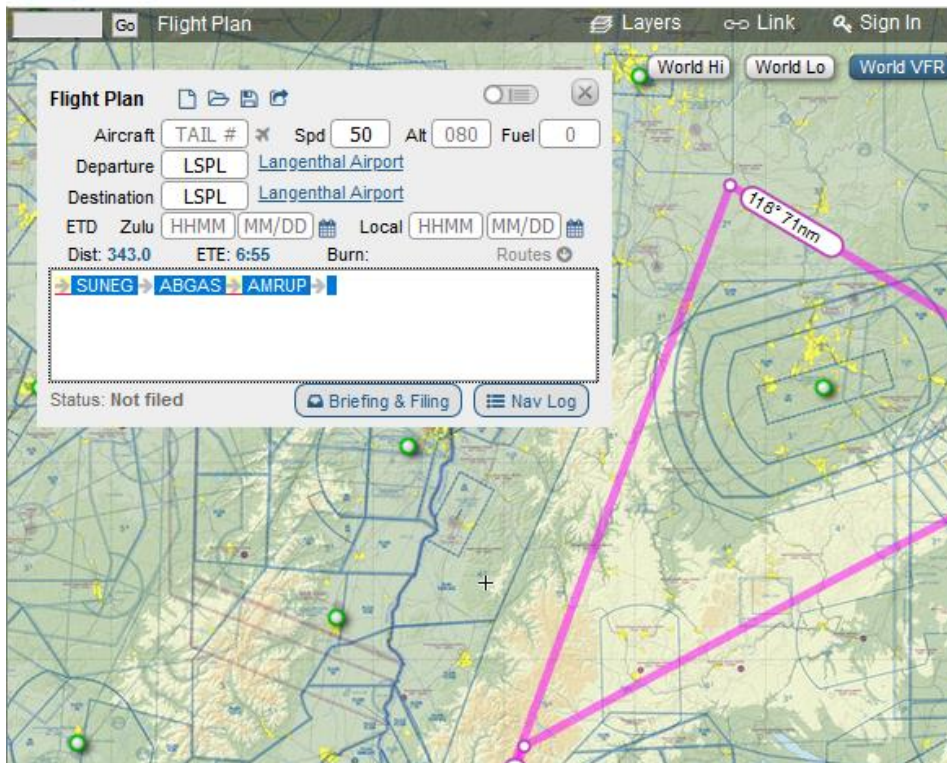 Go Flight Plan Layers Link Sign In
World Hi World Lo World VFR
Flight Plan
Aircraft TAIL # Spd 50 Alt 080 Fuel 0
Departure LSPL Langenthal Airport
Destination LSPL Langenthal Airport
ETD Zulu HHMM MM/DD Local HHMM MM/DD
Dist: 343.0 ETE: 6:55 Burn: Routes
SUNEG ABGAS AMRUP
Status: Not filed Briefing & Filing Nav Log
118° 71nm